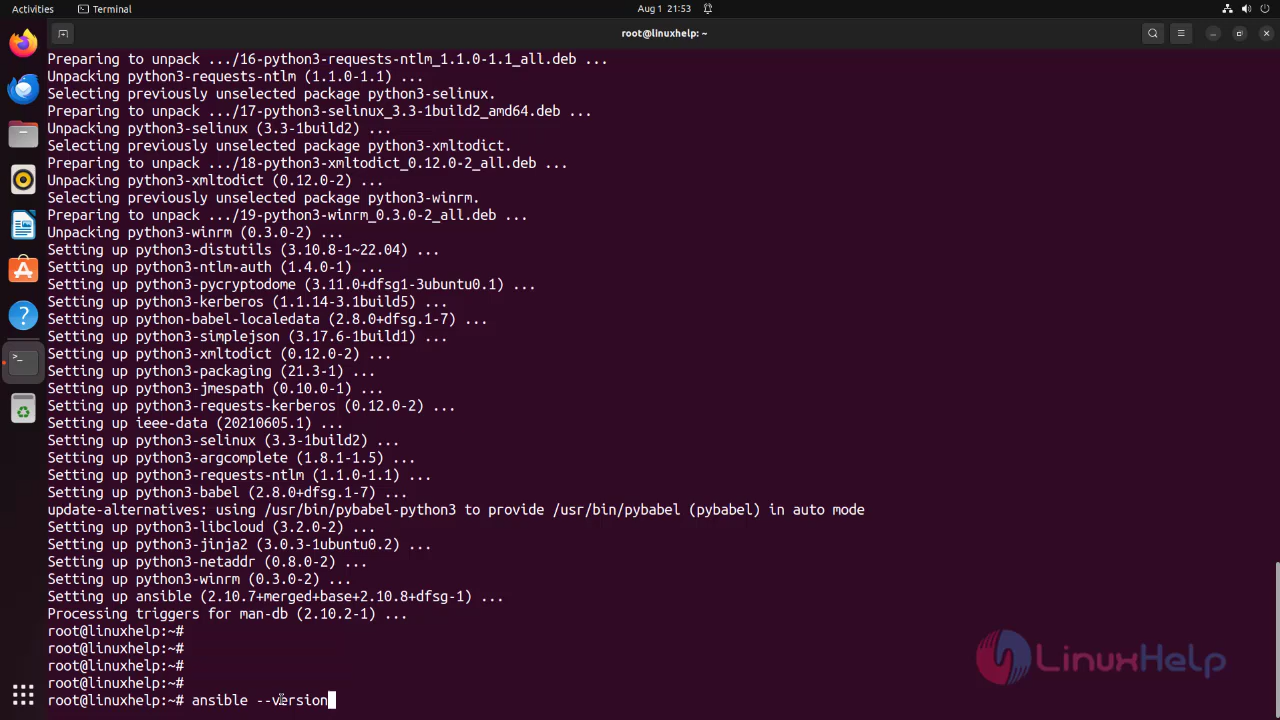 Activities
Terminal
Aug 1 21:53
root@linuxhelp: ~
Preparing to unpack .../16-python3-requests-ntlm_1.1.0-1.1_all.deb ...
Unpacking python3-requests-ntlm (1.1.0-1.1) ...
Selecting previously unselected package python3-selinux.
Preparing to unpack .../17-python3-selinux_3.3-1build2_amd64.deb ...
Unpacking python3-selinux (3.3-1build2) ...
Selecting previously unselected package python3-xmltodict.
Preparing to unpack .../18-python3-xmltodict_0.12.0-2_all.deb ...
Unpacking python3-xmltodict (0.12.0-2) ...
Selecting previously unselected package python3-winrm.
Preparing to unpack .../19-python3-winrm_0.3.0-2_all.deb ...
Unpacking python3-winrm (0.3.0-2) ...
Setting up python3-distutils (3.10.8-1~22.04) ...
Setting up python3-ntlm-auth (1.4.0-1) ...
Setting up python3-pycryptodome (3.11.0+dfsg1-3ubuntu0.1) ...
Setting up python3-kerberos (1.1.14-3.1build5) ...
Setting up python-babel-localedata (2.8.0+dfsg.1-7) ...
Setting up python3-simplejson (3.17.6-1build1) ...
Setting up python3-xmltodict (0.12.0-2) ...
Setting up python3-packaging (21.3-1) ...
Setting up python3-jmespath (0.10.0-1) ...
Setting up python3-requests-kerberos (0.12.0-2) ...
Setting up ieee-data (20210605.1) ...
Setting up python3-selinux (3.3-1build2) ...
Setting up python3-argcomplete (1.8.1-1.5) ...
Setting up python3-requests-ntlm (1.1.0-1.1) ...
Setting up python3-babel (2.8.0+dfsg.1-7) ...
update-alternatives: using /usr/bin/pybabel-python3 to provide /usr/bin/pybabel (pybabel) in auto mode
Setting up python3-libcloud (3.2.0-2) ...
Setting up python3-jinja2 (3.0.3-1ubuntu0.2) ...
Setting up python3-netaddr (0.8.0-2) ...
Setting up python3-winrm (0.3.0-2) ...
Setting up ansible (2.10.7+merged+base+2.10.8+dfsg-1) ...
Processing triggers for man-db (2.10.2-1) ...
root@linuxhelp:~#
root@linuxhelp:~#
root@linuxhelp:~#
root@linuxhelp:~#
root@linuxhelp:~# ansible --version
LinuxHelp